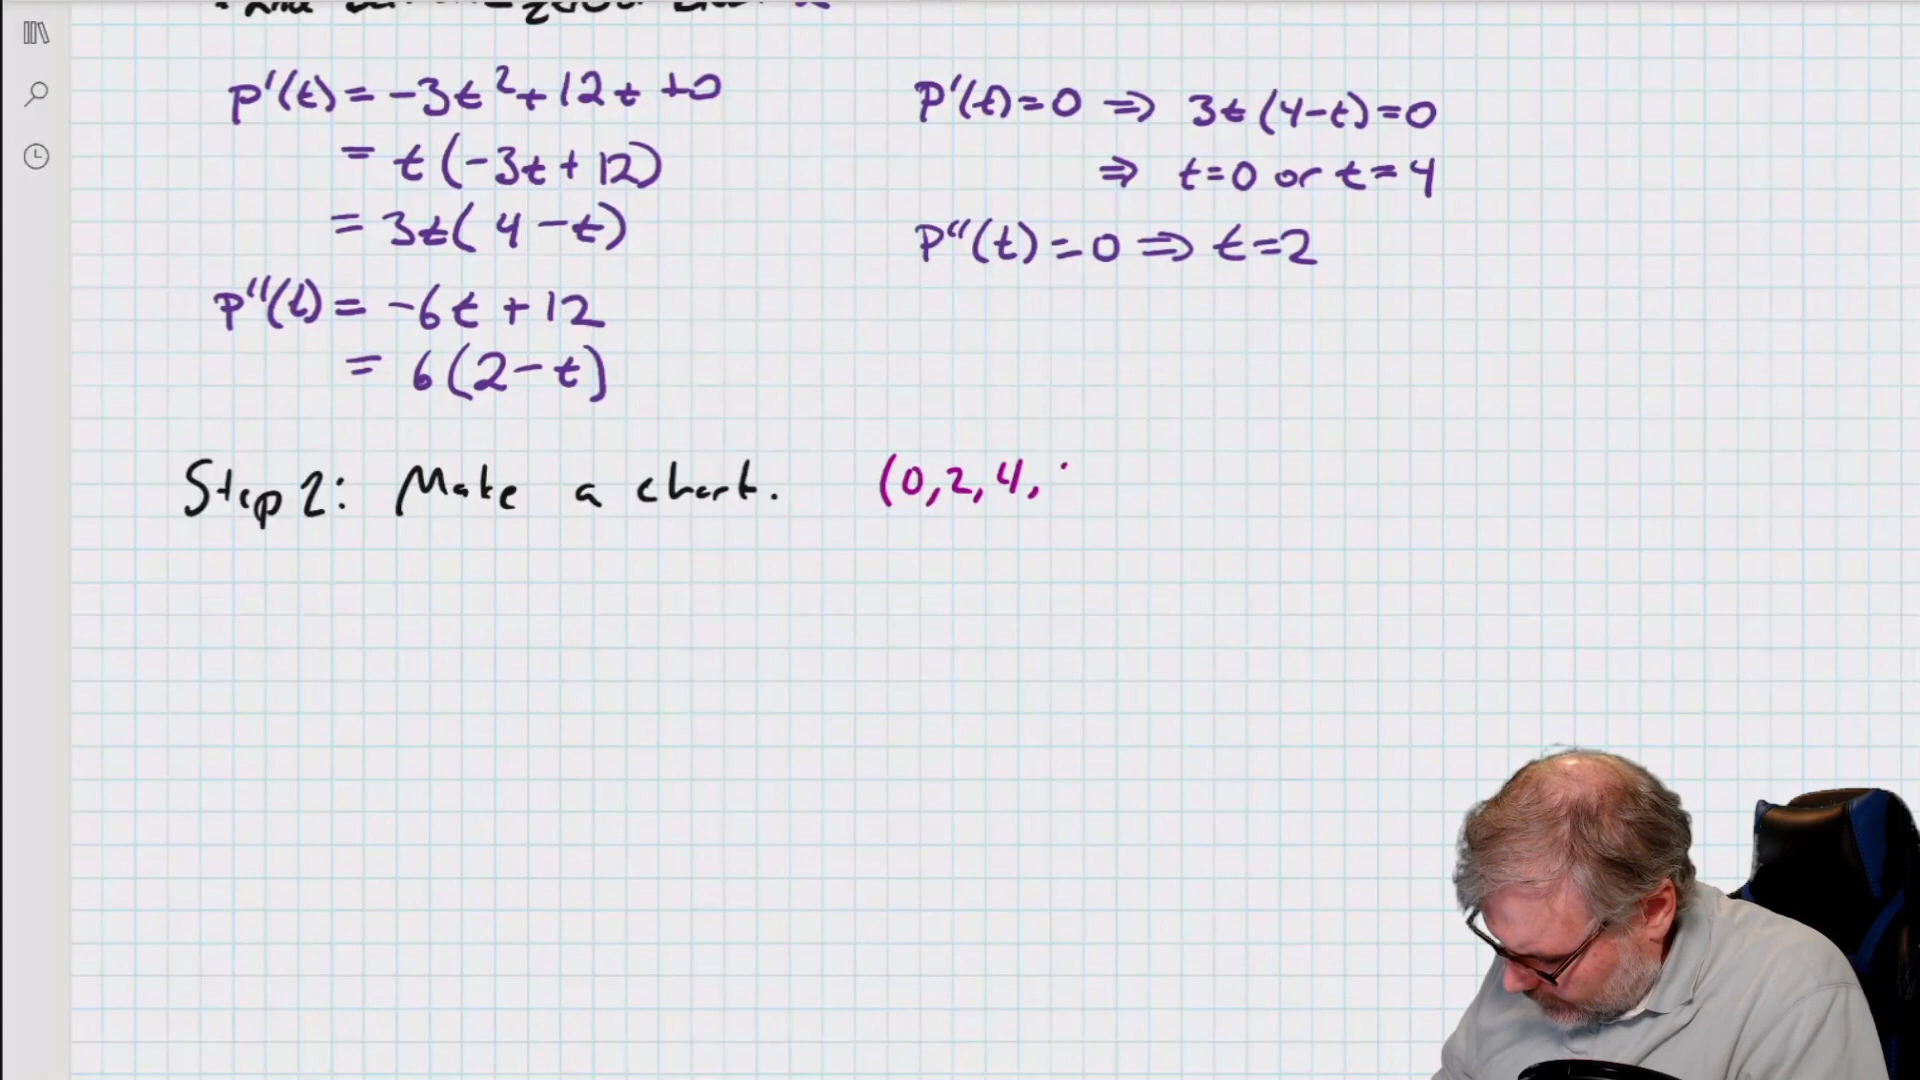 P'(t) = -3t² + 12t + 0
= t(-3t + 12)
= 3t(4 - t)
P''(t) = -6t + 12
= 6(2 - t)
P'(t) = 0 ⇒ 3t(4-t) = 0
⇒ t = 0 or t = 4
P''(t) = 0 ⇒ t = 2
Step 2: Make a chart. (0, 2, 4,